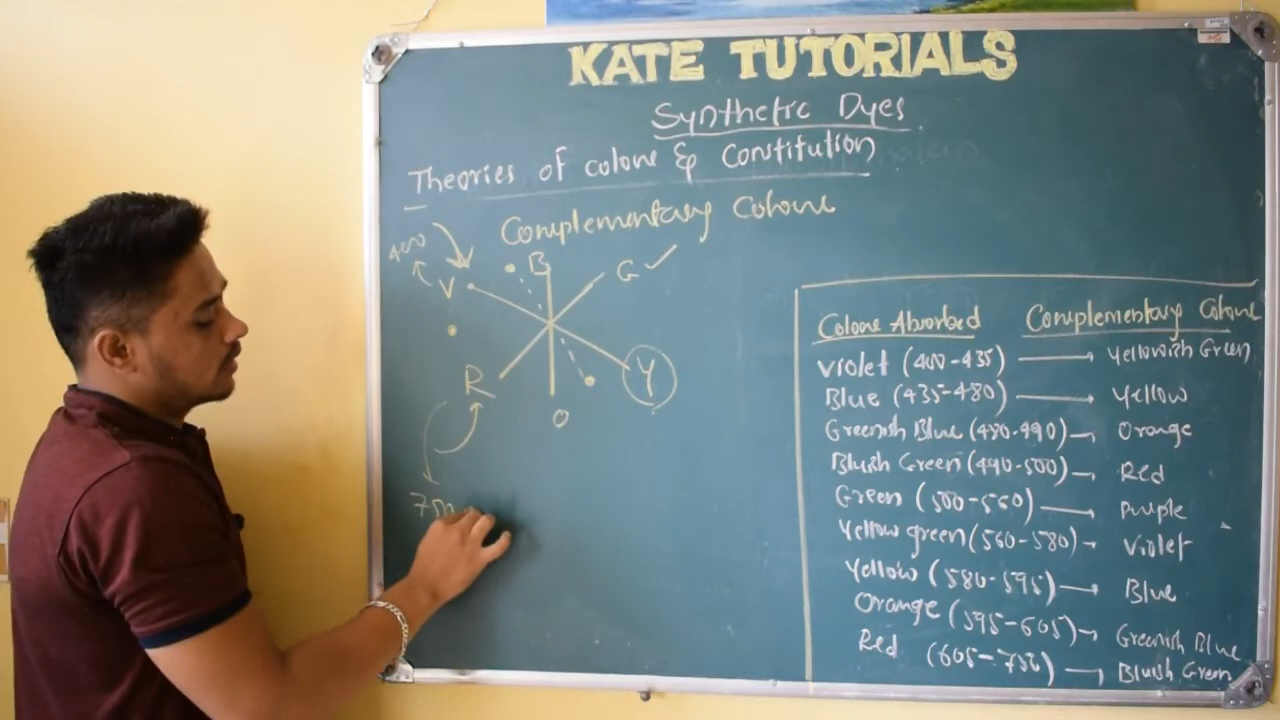 KATE TUTORIALS
Synthetic Dyes
Theories of colour & Constitution
Complementary Colour
400
V
B
G ✓
R
O
Y
750
Colour Absorbed Complementary Colour
Violet (400-435) → Yellowish Green
Blue (435-480) → Yellow
Greenish Blue (480-490) → Orange
Bluish Green (490-500) → Red
Green (500-560) → Purple
Yellow green (560-580) → Violet
Yellow (580-595) → Blue
Orange (595-605) → Greenish Blue
Red (605-750) → Bluish Green